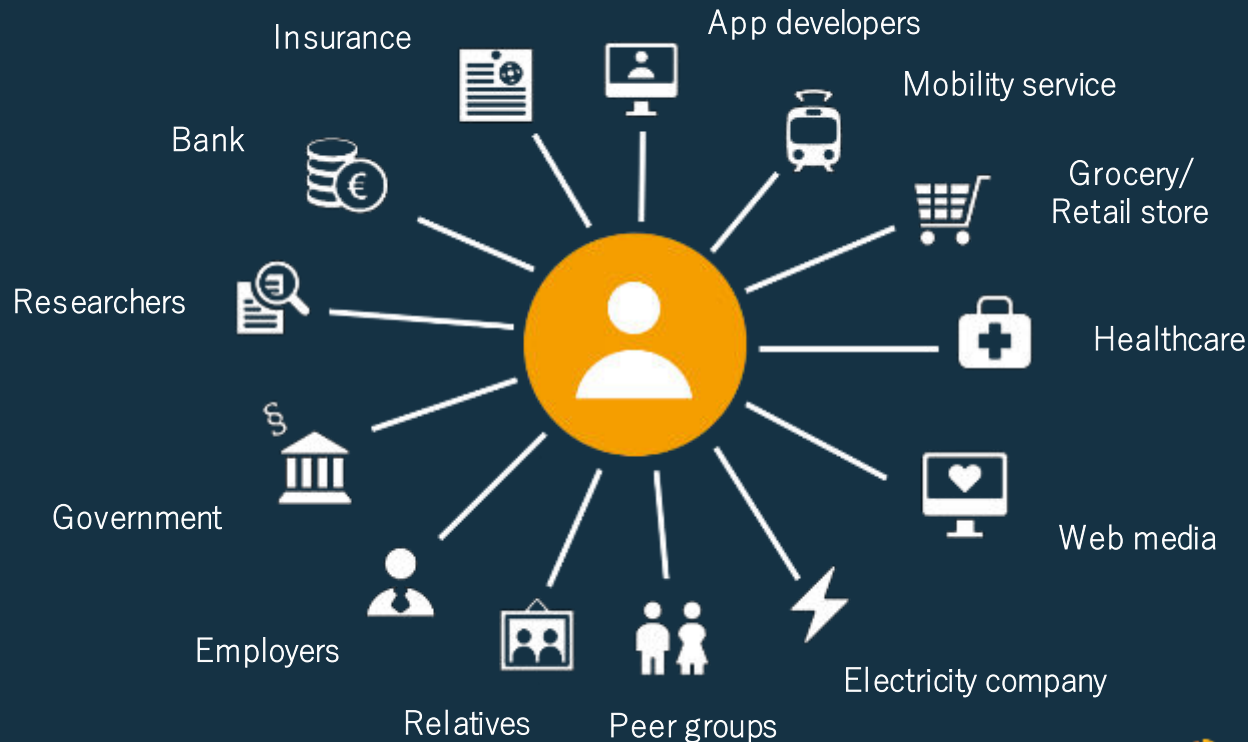 App developers
Insurance
Mobility service
Bank
Grocery/
Retail store
Researchers
Healthcare
§
Government
Web media
Employers
Electricity company
Relatives
Peer groups
€